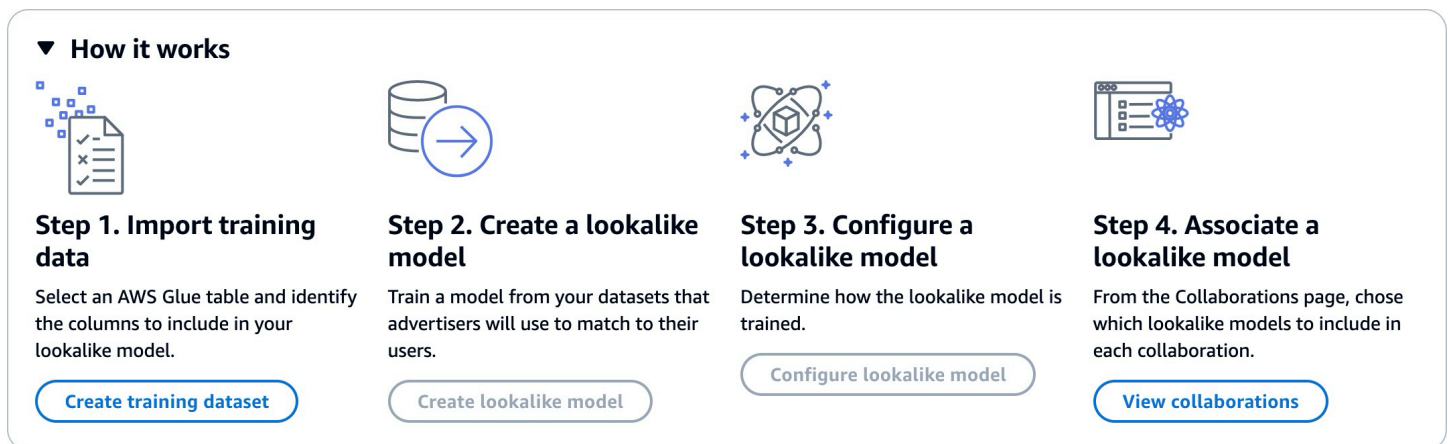 How it works
Step 1. Import training
data
Select an AWS Glue table and identify
the columns to include in your
lookalike model.
Create training dataset
Step 2. Create a lookalike
model
Train a model from your datasets that
advertisers will use to match to their
users.
Create lookalike model
Step 3. Configure a
lookalike model
Determine how the lookalike model is
trained.
Configure lookalike model
Step 4. Associate a
lookalike model
From the Collaborations page, chose
which lookalike models to include in
each collaboration.
View collaborations